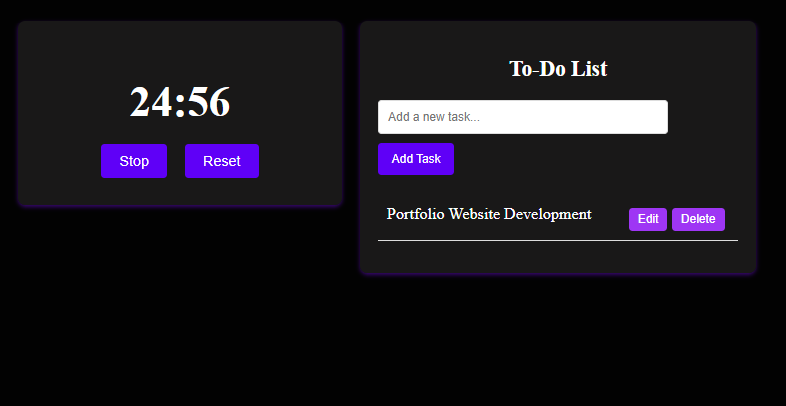 24:56
Stop Reset
To-Do List
Add a new task...
Add Task
Portfolio Website Development Edit Delete